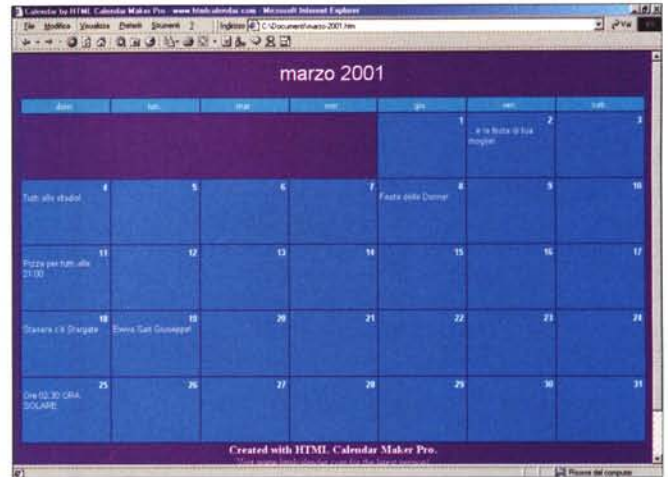 Calendar by HTML Calendar Maker Pro - www.htmlcalendar.com - Microsoft Internet Explorer
File Modifica Visualizza Preferiti Strumenti ?
Indirizzo C:\Documenti\marzo-2001.htm
Vai
marzo 2001
dom. lun. mar. mer. gio. ven. sab.
1 2 3
è la festa di tua
moglie!
4 5 6 7 8 9 10
Tutti allo stadio!
Festa delle Donne!
11 12 13 14 15 16 17
Pizza per tutti alle
21:00
18 19 20 21 22 23 24
Stasera c'è Stargate
Evviva San Giuseppe!
25 26 27 28 29 30 31
Ore 02.30 ORA
SOLARE
Created with HTML Calendar Maker Pro.
Risorse del computer